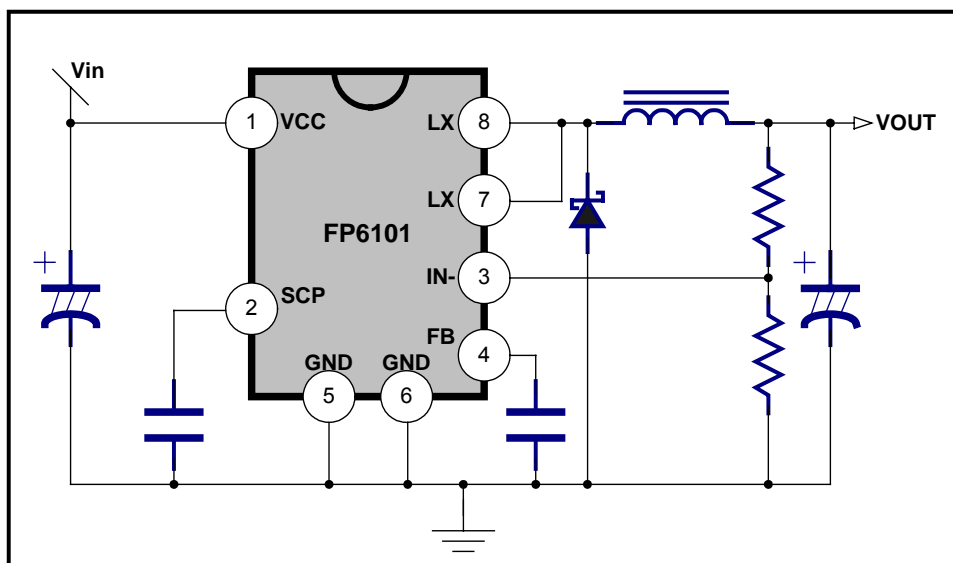 Vin
1 VCC
LX 8
VOUT
LX 7
FP6101
+
IN- 3
+
2 SCP
FB 4
GND GND
5 6